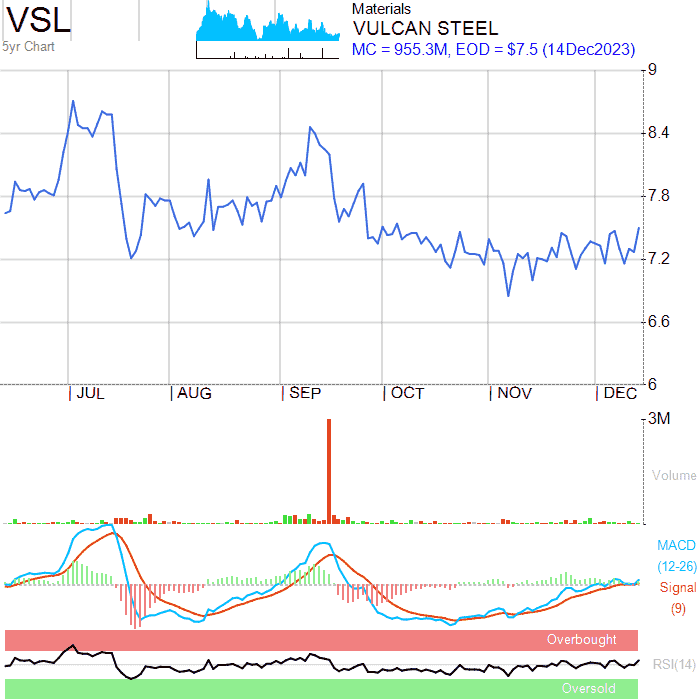 VSL
5yr Chart
Materials
VULCAN STEEL
MC = 955.3M, EOD = $7.5 (14Dec2023)
9
8.4
7.8
7.2
6.6
6
JUL AUG SEP OCT NOV DEC
3M
Volume
MACD
(12-26)
Signal
(9)
Overbought
RSI(14)
Oversold